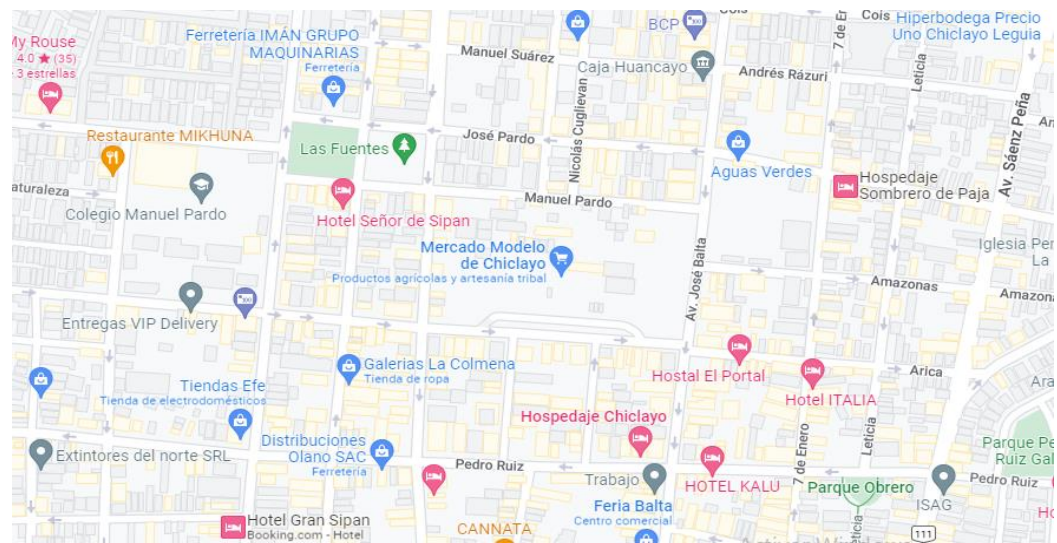 Cois
Cois
Hiperbodega Precio
Uno Chiclayo Leguia
BCP
Ferretería IMÁN GRUPO
MAQUINARIAS
Ferretería
My Rouse
4.0 ★ (35)
3 estrellas
Manuel Suárez
Caja Huancayo
Andrés Rázuri
7 de En
Leticia
Av. Sáenz Peña
Restaurante MIKHUNA
Las Fuentes
José Pardo
Nicolás Cuglievan
Aguas Verdes
Hospedaje
Sombrero de Paja
aturaleza
Colegio Manuel Pardo
Hotel Señor de Sipan
Manuel Pardo
Mercado Modelo
de Chiclayo
Productos agrícolas y artesanía tribal
Av. José Balta
Iglesia Per
La
Amazonas
Amazona
Entregas VIP Delivery
Galerias La Colmena
Tienda de ropa
Hostal El Portal
Hotel ITALIA
Arica
Ara
Tiendas Efe
Tienda de electrodomésticos
Hospedaje Chiclayo
7 de Enero
Leticia
Distribuciones
Olano SAC
Ferretería
Parque Pe
Ruiz Gal
Extintores del norte SRL
Pedro Ruiz
Trabajo
HOTEL KALU
Parque Obrero
Pedro Ruiz
ISAG
Feria Balta
Centro comercial
Hotel Gran Sipan
Booking.com - Hotel
CANNATA
111
Ho